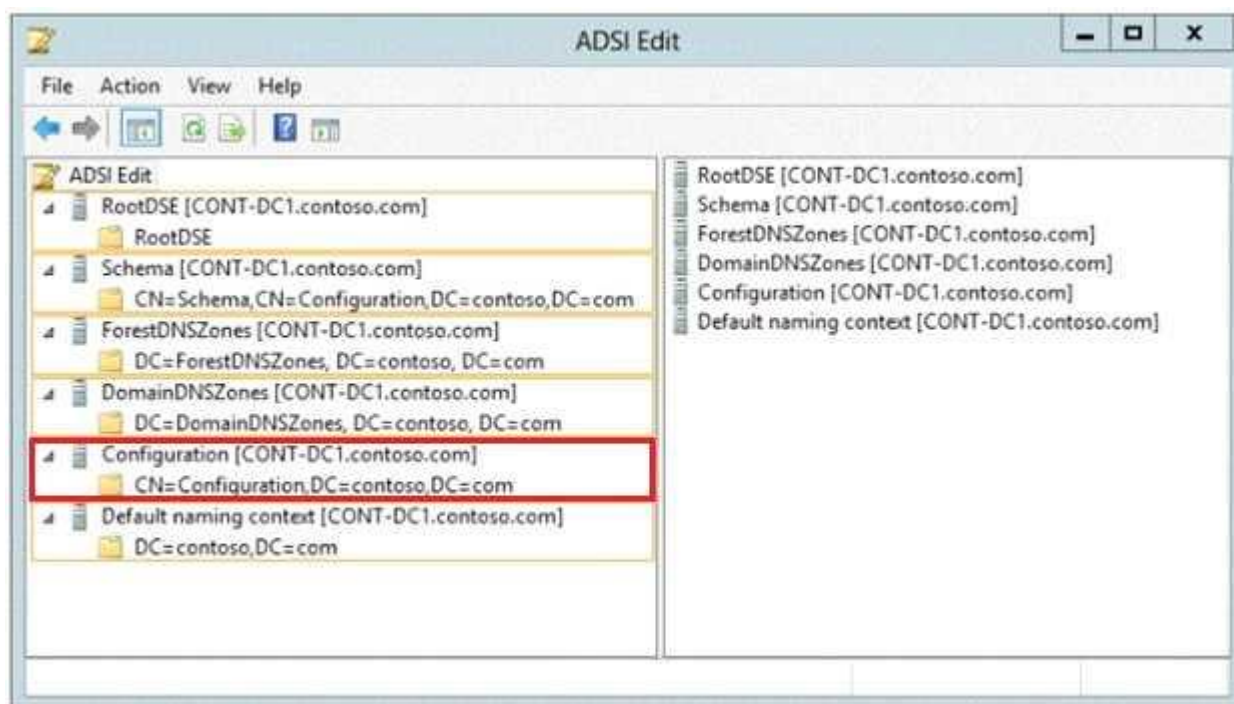 ADSI Edit
File Action View Help
ADSI Edit
RootDSE [CONT-DC1.contoso.com]
RootDSE
Schema [CONT-DC1.contoso.com]
CN=Schema,CN=Configuration,DC=contoso,DC=com
ForestDNSZones [CONT-DC1.contoso.com]
DC=ForestDNSZones, DC=contoso, DC=com
DomainDNSZones [CONT-DC1.contoso.com]
DC=DomainDNSZones, DC=contoso, DC=com
Configuration [CONT-DC1.contoso.com]
CN=Configuration,DC=contoso,DC=com
Default naming context [CONT-DC1.contoso.com]
DC=contoso,DC=com
RootDSE [CONT-DC1.contoso.com]
Schema [CONT-DC1.contoso.com]
ForestDNSZones [CONT-DC1.contoso.com]
DomainDNSZones [CONT-DC1.contoso.com]
Configuration [CONT-DC1.contoso.com]
Default naming context [CONT-DC1.contoso.com]